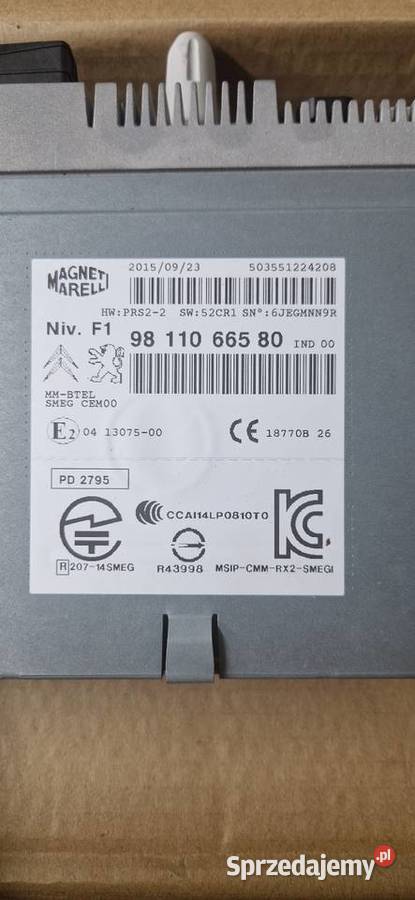 MAGNETI MARELLI
2015/09/23 503551224208
HW:PRS2-2 SW:52CR1 SN°:6JEGMNN9R
Niv. F1 98 110 665 80 IND 00
MM-BTEL
SMEG CEM00
E2 04 13075-00 CE 18770B 26
PD 2795
CCAI14LP0810T0
R 207-14SMEG R43998 MSIP-CMM-RX2-SMEGI
Sprzedajemy.pl